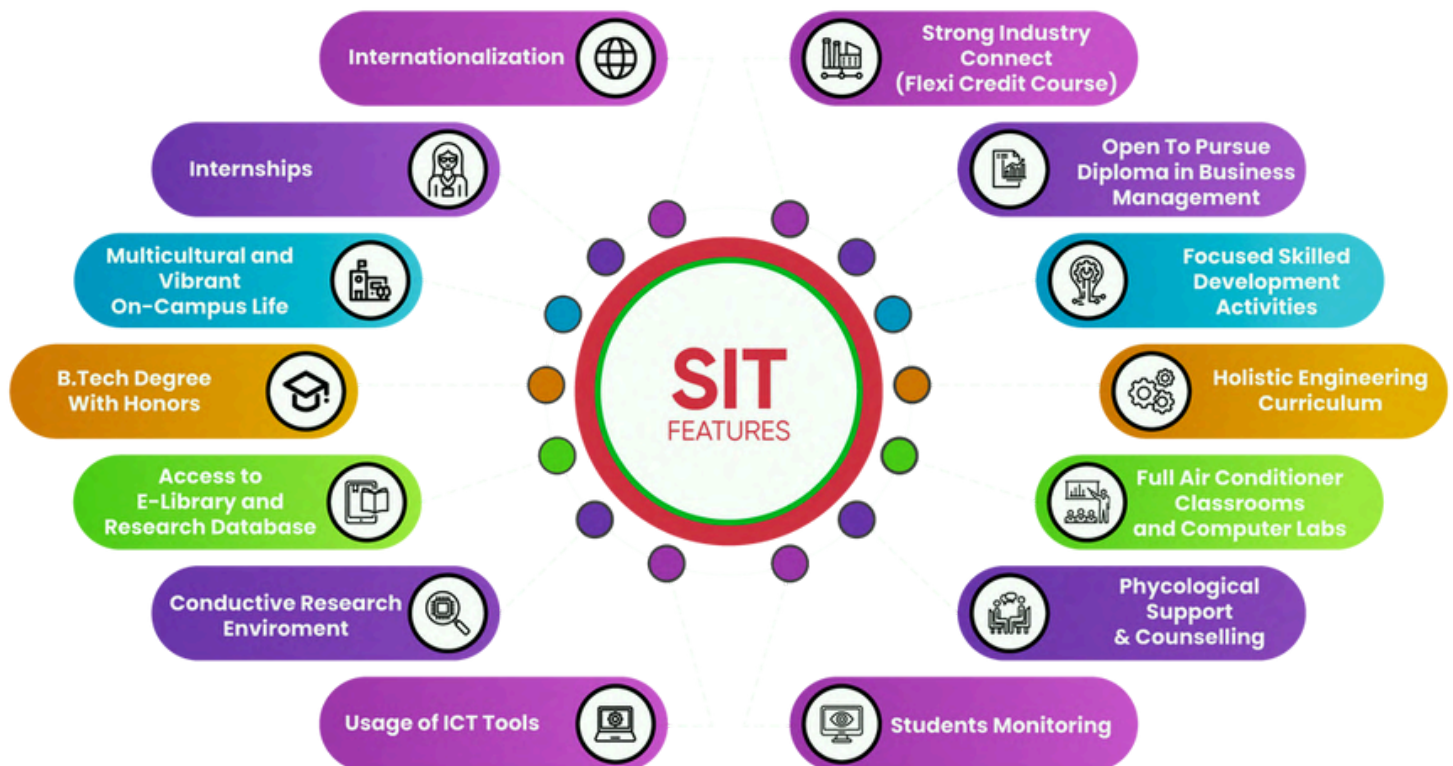 Internationalization
Strong Industry
Connect
(Flexi Credit Course)
Internships
Open To Pursue
Diploma in Business
Management
Multicultural and
Vibrant
On-Campus Life
Focused Skilled
Development
Activities
B.Tech Degree
With Honors
SIT
FEATURES
Holistic Engineering
Curriculum
Access to
E-Library and
Research Database
Full Air Conditioner
Classrooms
and Computer Labs
Conductive Research
Enviroment
Phycological
Support
& Counselling
Usage of ICT Tools
Students Monitoring